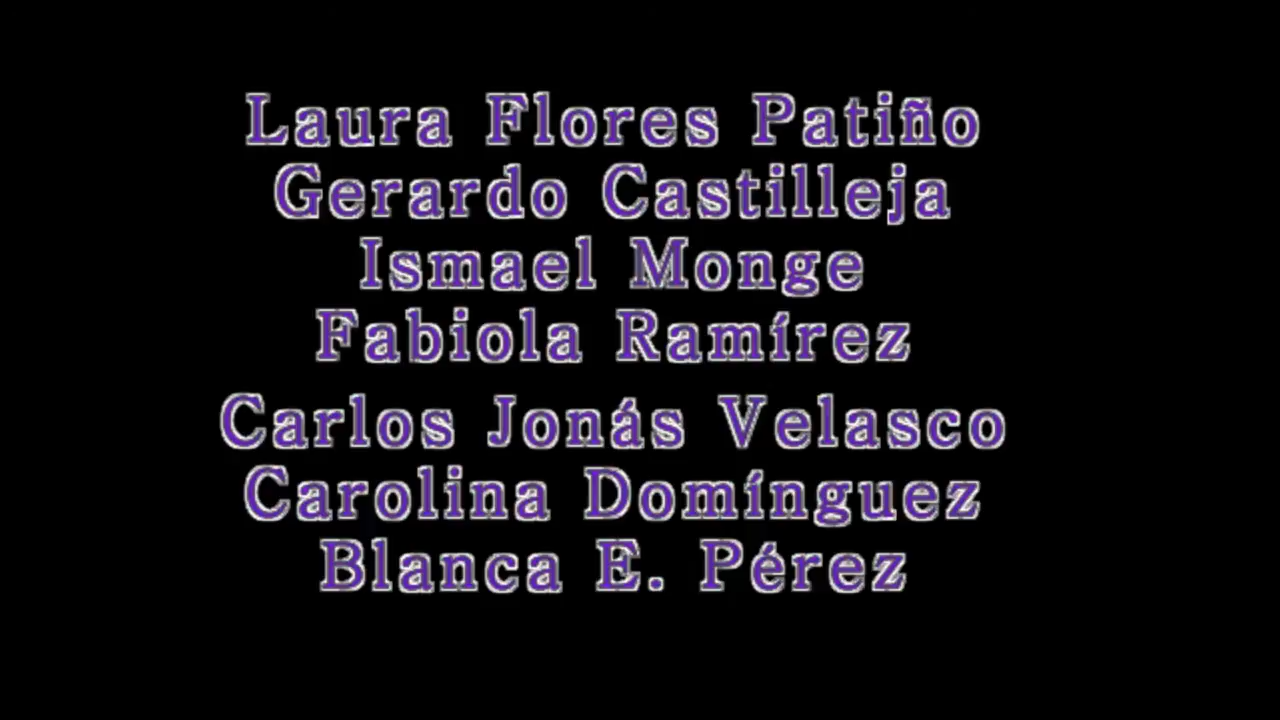 Laura Flores Patiño
Gerardo Castilleja
Ismael Monge
Fabiola Ramírez
Carlos Jonás Velasco
Carolina Domínguez
Blanca E. Pérez